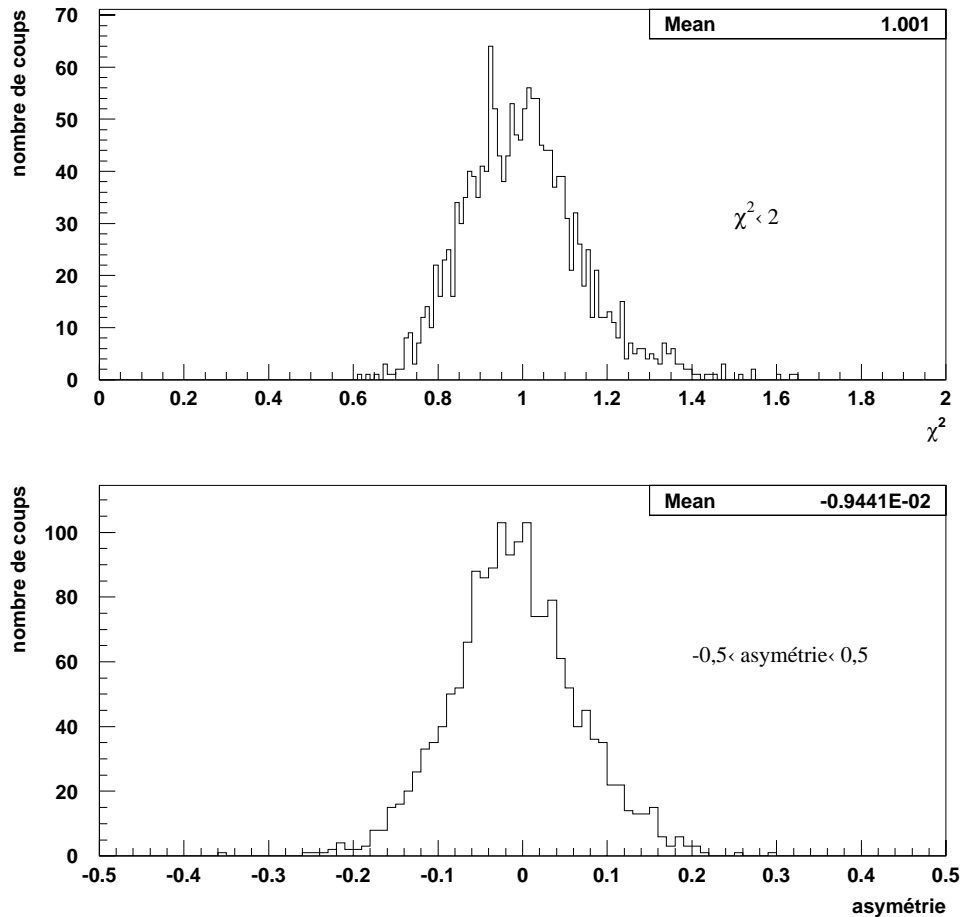 nombre de coups
70
60
50
40
30
20
10
0
Mean 1.001
χ²‹ 2
0 0.2 0.4 0.6 0.8 1 1.2 1.4 1.6 1.8 2
χ²
nombre de coups
100
80
60
40
20
0
Mean -0.9441E-02
-0,5‹ asymétrie‹ 0,5
-0.5 -0.4 -0.3 -0.2 -0.1 0 0.1 0.2 0.3 0.4 0.5
asymétrie